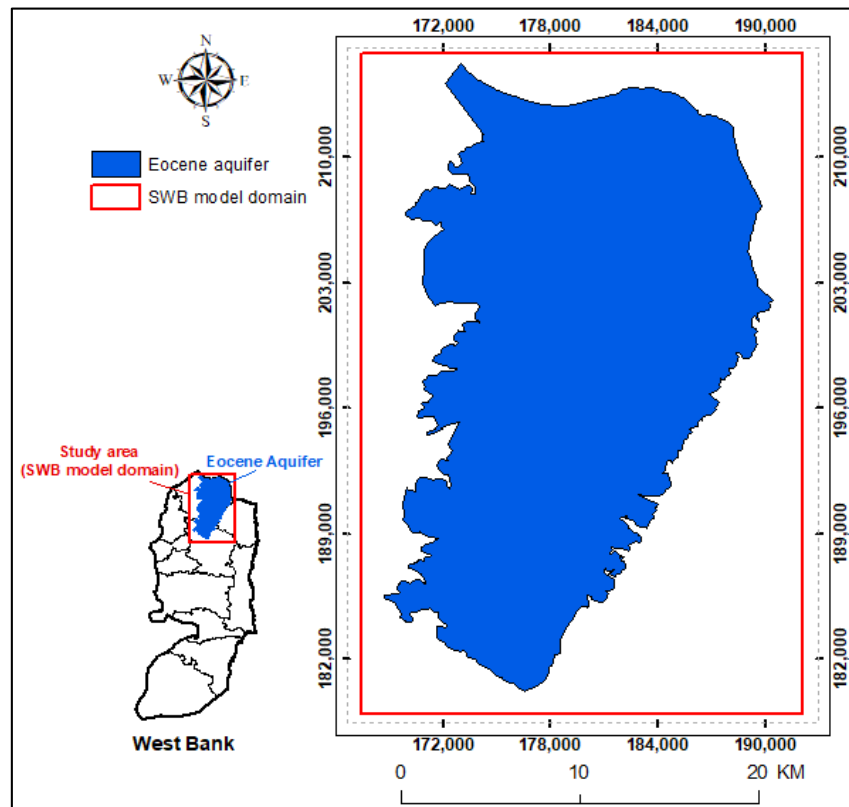 172,000 178,000 184,000 190,000
N
W E
S
Eocene aquifer
SWB model domain
210,000
203,000
196,000
189,000
182,000
210,000
203,000
196,000
189,000
182,000
Study area
(SWB model domain)
Eocene Aquifer
West Bank
172,000 178,000 184,000 190,000
0 10 20 KM